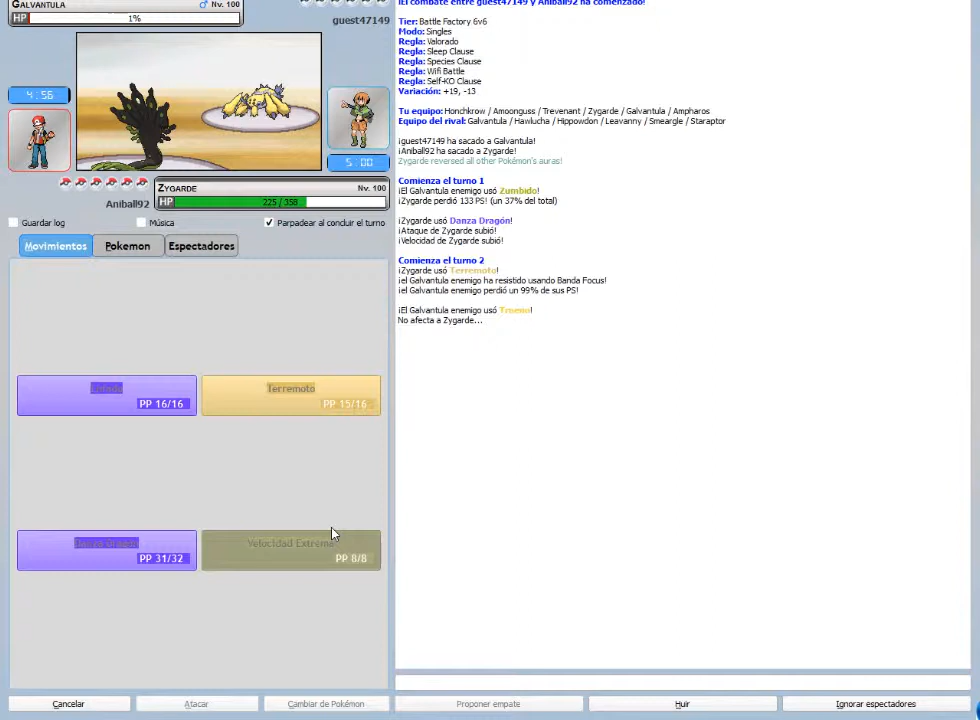 GALVANTULA ♂ Nv. 100
HP 1%
guest47149
4:56
5:00
ZYGARDE Nv. 100
HP 225 / 358
Aniball92
Guardar log Música Parpadear al concluir el turno
Movimientos Pokemon Espectadores
Terremoto
PP 16/16 PP 15/16
Danza Dragón Velocidad Extrema
PP 31/32 PP 8/8
Cancelar Atacar Cambiar de Pokémon
¡El combate entre guest47149 y Aniball92 ha comenzado!
Tier: Battle Factory 6v6
Modo: Singles
Regla: Valorado
Regla: Sleep Clause
Regla: Species Clause
Regla: Wifi Battle
Regla: Self-KO Clause
Variación: +19, -13
Tu equipo: Honchkrow / Amoonguss / Trevenant / Zygarde / Galvantula / Ampharos
Equipo del rival: Galvantula / Hawlucha / Hippowdon / Leavanny / Smeargle / Staraptor
¡guest47149 ha sacado a Galvantula!
¡Aniball92 ha sacado a Zygarde!
Zygarde reversed all other Pokémon's auras!
Comienza el turno 1
¡El Galvantula enemigo usó Zumbido!
¡Zygarde perdió 133 PS! (un 37% del total)
¡Zygarde usó Danza Dragón!
¡Ataque de Zygarde subió!
¡Velocidad de Zygarde subió!
Comienza el turno 2
¡Zygarde usó Terremoto!
¡el Galvantula enemigo ha resistido usando Banda Focus!
¡el Galvantula enemigo perdió un 99% de sus PS!
¡El Galvantula enemigo usó Trueno!
No afecta a Zygarde...
Proponer empate Huir Ignorar espectadores